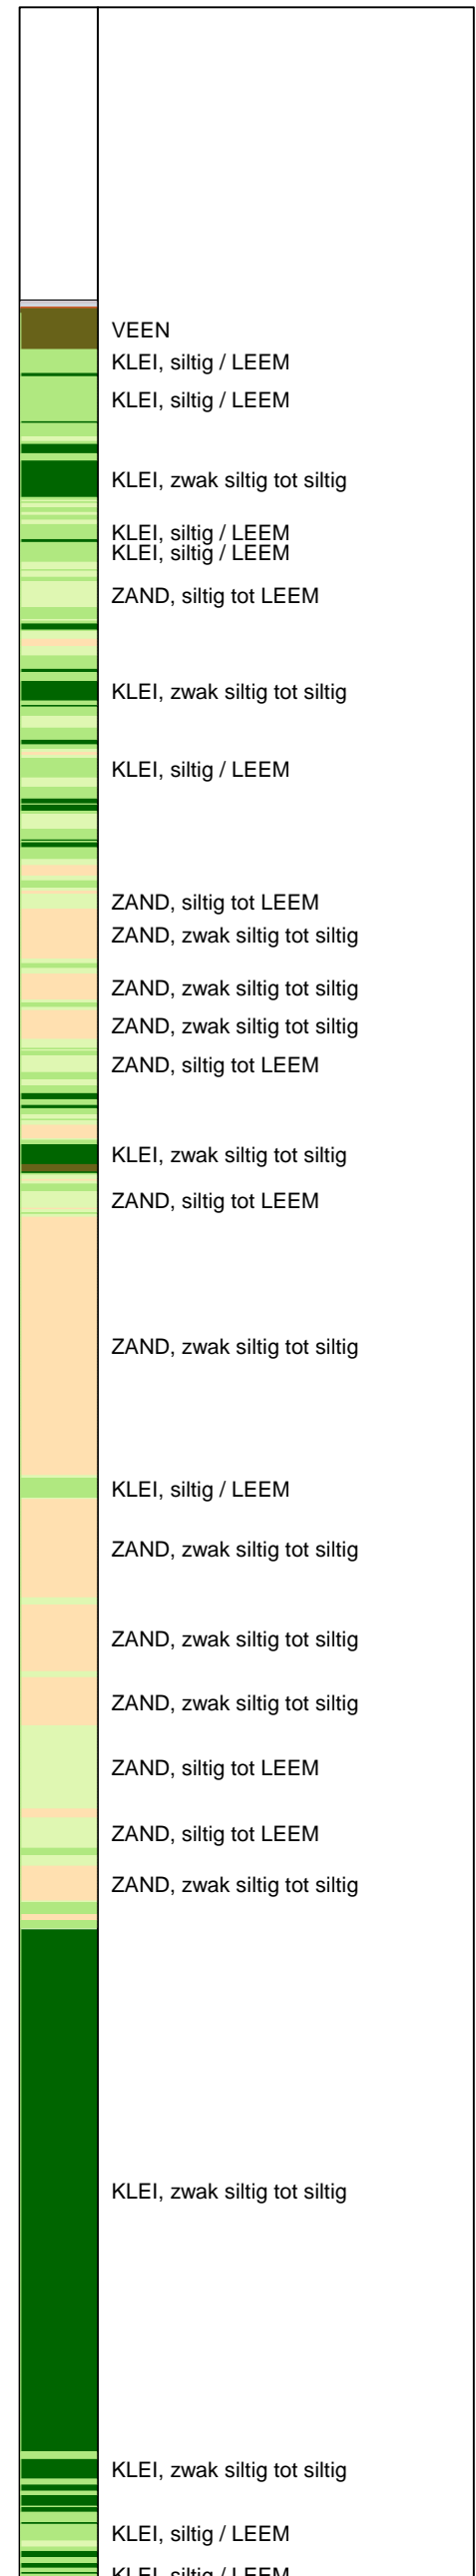 VEEN
KLEI, siltig / LEEM
KLEI, siltig / LEEM
KLEI, zwak siltig tot siltig
KLEI, siltig / LEEM
KLEI, siltig / LEEM
ZAND, siltig tot LEEM
KLEI, zwak siltig tot siltig
KLEI, siltig / LEEM
ZAND, siltig tot LEEM
ZAND, zwak siltig tot siltig
ZAND, zwak siltig tot siltig
ZAND, zwak siltig tot siltig
ZAND, siltig tot LEEM
KLEI, zwak siltig tot siltig
ZAND, siltig tot LEEM
ZAND, zwak siltig tot siltig
KLEI, siltig / LEEM
ZAND, zwak siltig tot siltig
ZAND, zwak siltig tot siltig
ZAND, zwak siltig tot siltig
ZAND, siltig tot LEEM
ZAND, siltig tot LEEM
ZAND, zwak siltig tot siltig
KLEI, zwak siltig tot siltig
KLEI, zwak siltig tot siltig
KLEI, siltig / LEEM
KLEI, siltig / LEEM